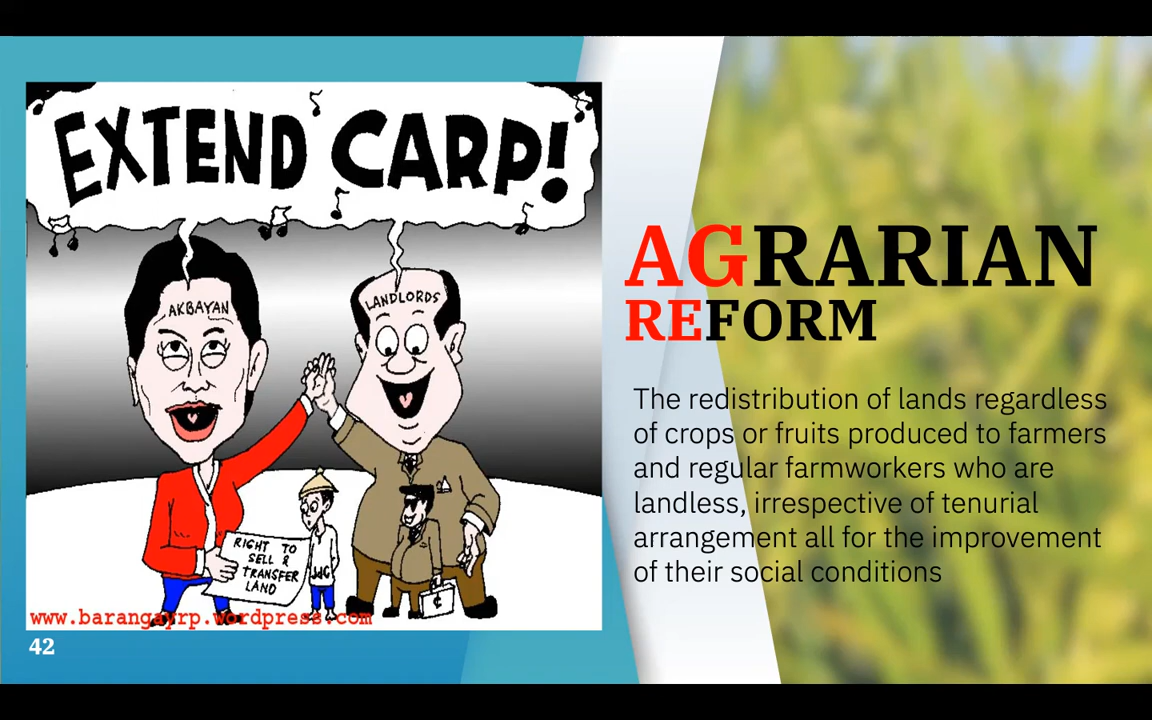 EXTEND CARP!
AKBAYAN
LANDLORDS
RIGHT TO
SELL &
TRANSFER
LAND
www.barangayrp.wordpress.com
42
AGRARIAN
REFORM
The redistribution of lands regardless
of crops or fruits produced to farmers
and regular farmworkers who are
landless, irrespective of tenurial
arrangement all for the improvement
of their social conditions